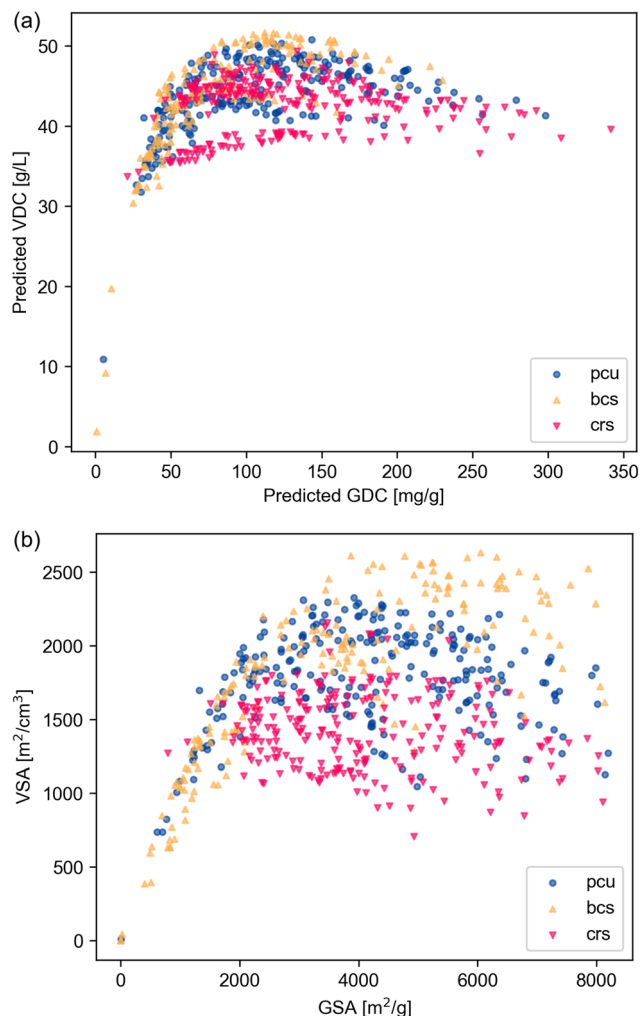 (a)
50
40
30
20
10
0
Predicted VDC [g/L]
pcu
bcs
crs
0 50 100 150 200 250 300 350
Predicted GDC [mg/g]
(b)
2500
2000
1500
1000
500
0
VSA [m²/cm³]
pcu
bcs
crs
0 2000 4000 6000 8000
GSA [m²/g]